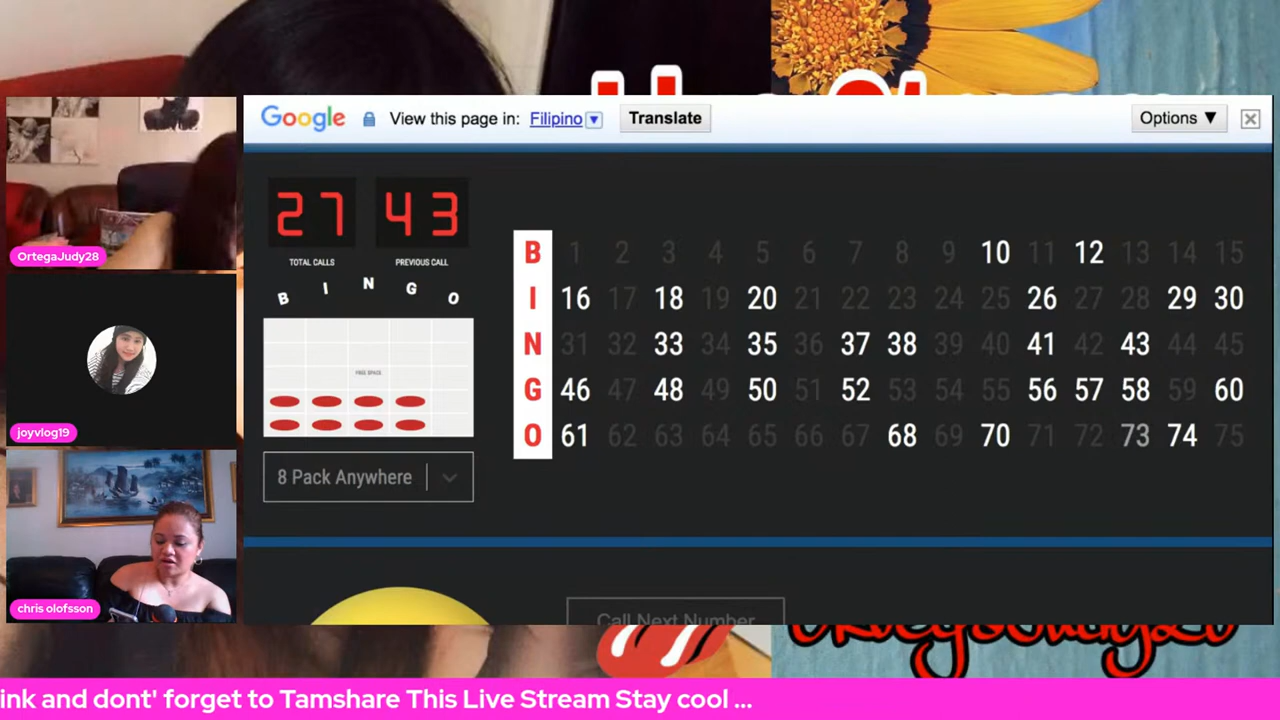 Google View this page in: Filipino Translate Options ▼
OrtegaJudy28
27 43
TOTAL CALLS PREVIOUS CALL
B I N G O
FREE SPACE
8 Pack Anywhere
B 1 2 3 4 5 6 7 8 9 10 11 12 13 14 15
I 16 17 18 19 20 21 22 23 24 25 26 27 28 29 30
N 31 32 33 34 35 36 37 38 39 40 41 42 43 44 45
G 46 47 48 49 50 51 52 53 54 55 56 57 58 59 60
O 61 62 63 64 65 66 67 68 69 70 71 72 73 74 75
joyvlog19
chris olofsson
Call Next Number
ink and dont' forget to Tamshare This Live Stream Stay cool ...